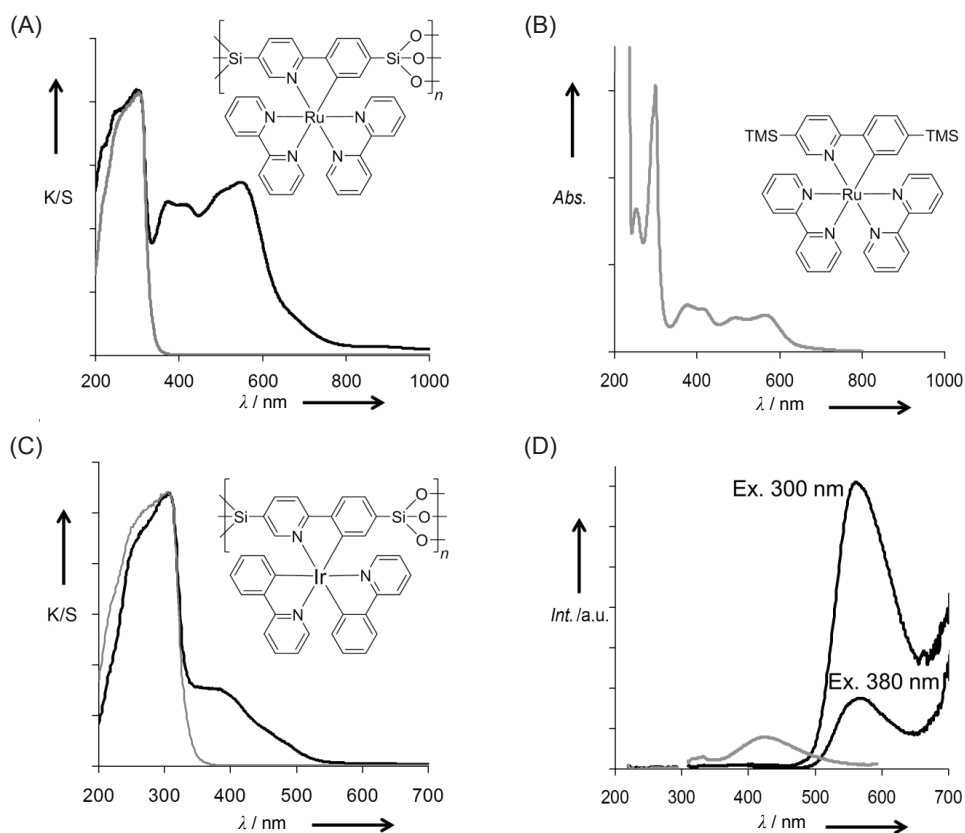 (A)
K/S
Si
N
Si
O
O
O
n
N
N
Ru
N
N
200 400 600 800 1000
λ / nm
(B)
Abs.
TMS
N
TMS
N
N
Ru
N
N
200 400 600 800 1000
λ / nm
(C)
K/S
Si
N
Si
O
O
O
n
Ir
N
N
200 300 400 500 600 700
λ / nm
(D)
Int. /a.u.
Ex. 300 nm
Ex. 380 nm
200 300 400 500 600 700
λ / nm